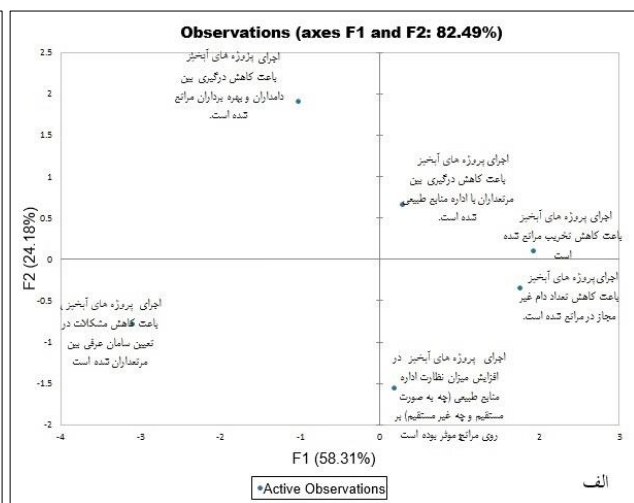 Observations (axes F1 and F2: 82.49%)
2.5
2
1.5
1
0.5
0
-0.5
-1
-1.5
-2
F2 (24.18%)
اجرای پروژه های آبخیز
باعث کاهش درگیری بین
دامداران و بهره برداران مراتع
شده است.
اجرای پروژه های آبخیز
باعث کاهش درگیری بین
مرتعداران با اداره منابع طبیعی
شده است.
اجرای پروژه های آبخیز
باعث کاهش تخریب مراتع شده
است
اجرای پروژه های آبخیز
باعث کاهش تعداد دام غیر
مجاز در مراتع شده است.
اجرای پروژه های آبخیز
باعث کاهش مشکلات در
تعیین سامان عرفی بین
مرتعداران شده است
اجرای پروژه های آبخیز در
افزایش میزان نظارت اداره
منابع طبیعی (چه به صورت
مستقیم و چه غیر مستقیم) بر
روی مراتع موثر بوده است
-4 -3 -2 -1 0 1 2 3
F1 (58.31%)
Active Observations
الف